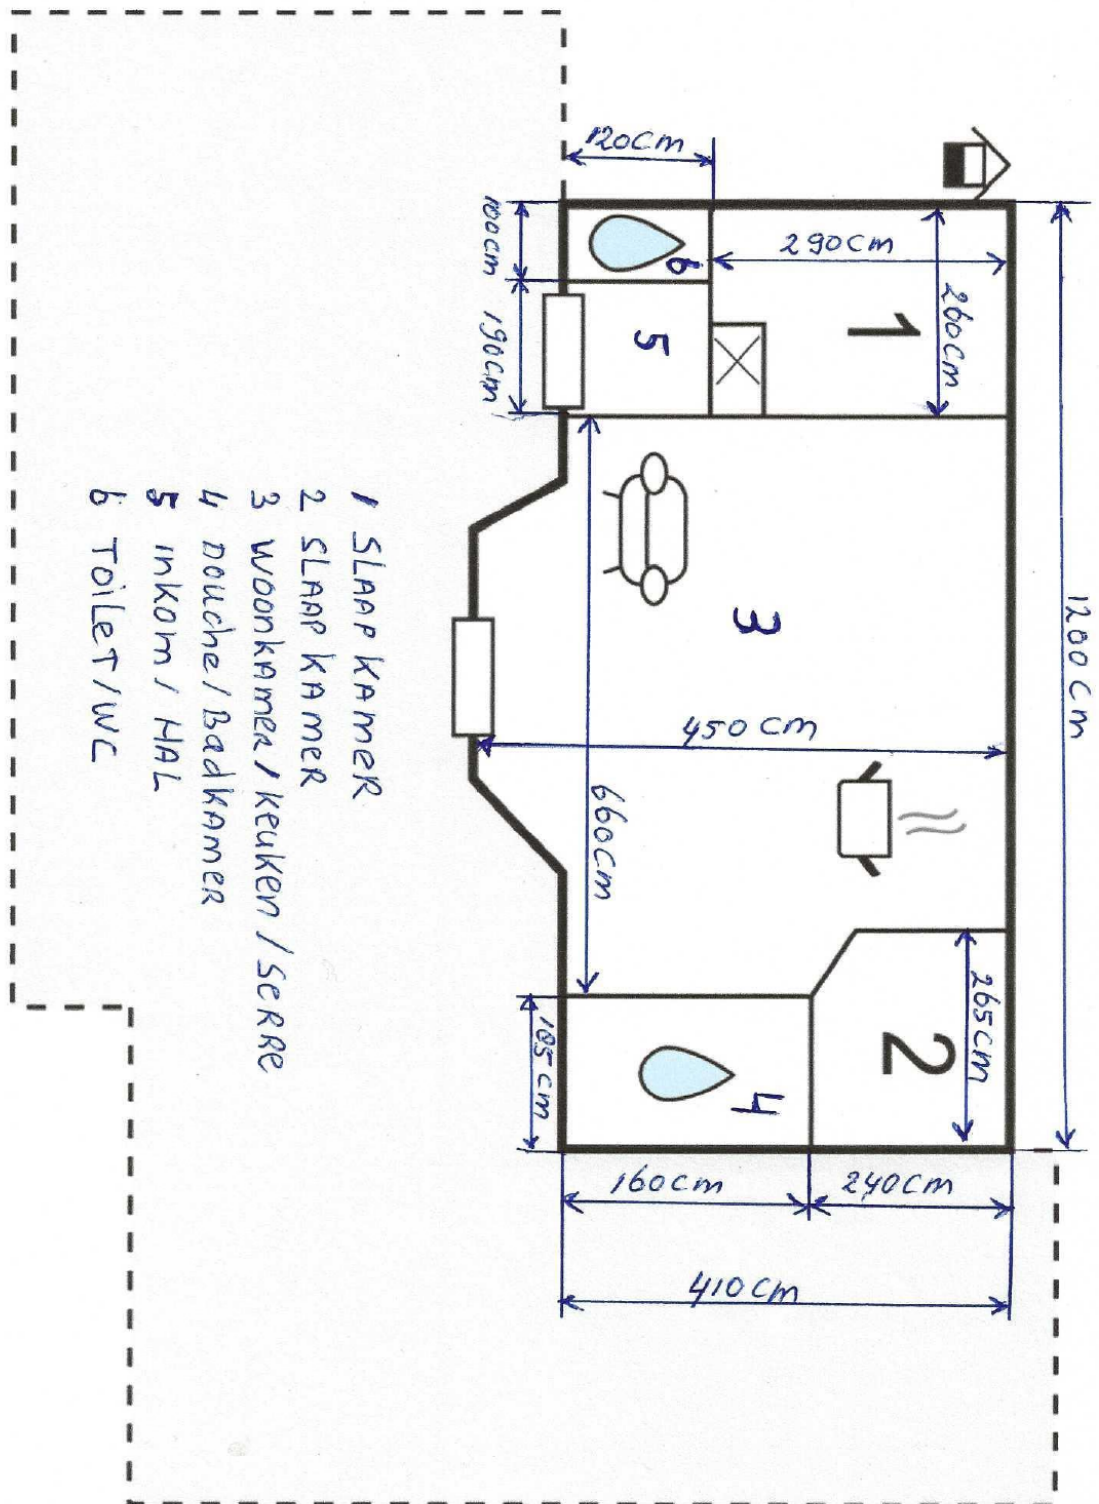 1200 cm
260cm
265cm
1
290cm
2
240cm
3
450 cm
410 cm
4
160cm
6
5
120cm
660cm
100cm
190cm
185cm
1 SLAAP KAMER
2 SLAAP KAMER
3 WOONKAMER / KEUKEN / SERRE
4 DOUCHE / BADKAMER
5 INKOM / HAL
6 TOILET / WC